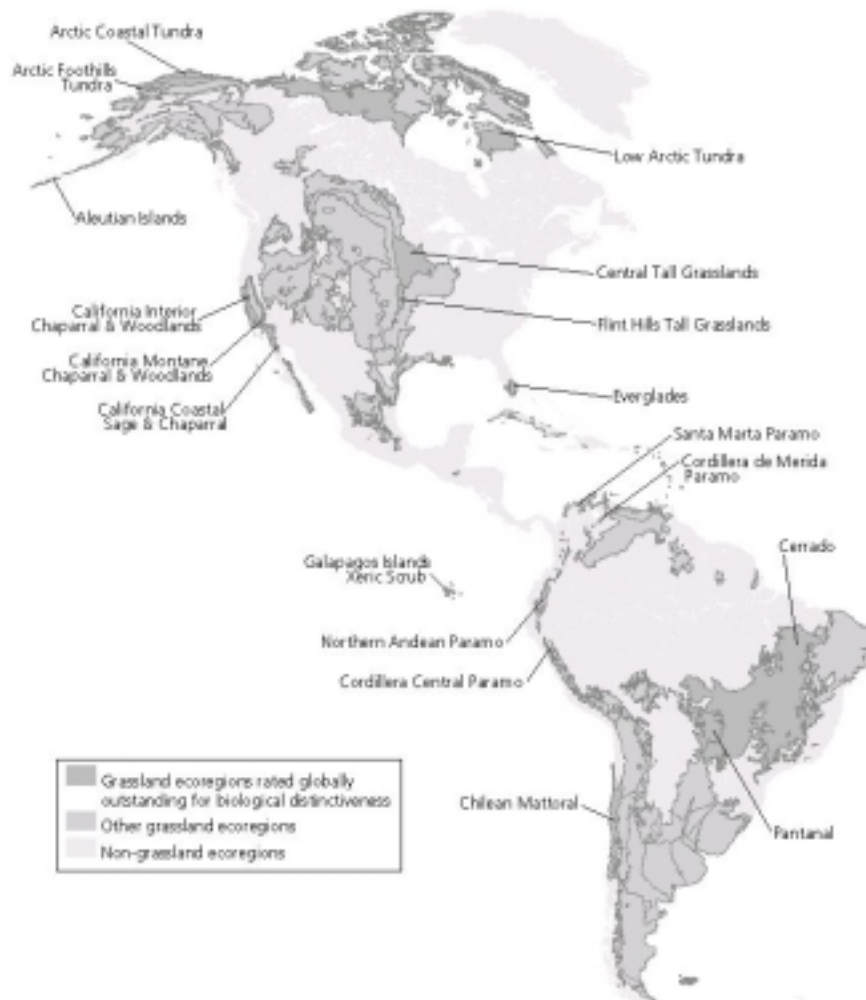 Arctic Coastal Tundra
Arctic Foothills
Tundra
Low Arctic Tundra
Aleutian Islands
Central Tall Grasslands
California Interior
Chaparral & Woodlands
Flint Hills Tall Grasslands
California Montane
Chaparral & Woodlands
Everglades
California Coastal
Sage & Chaparral
Santa Marta Paramo
Cordillera de Merida
Paramo
Cerrado
Galapagos Islands
Xeric Scrub
Northern Andean Paramo
Cordillera Central Paramo
Grassland ecoregions rated globally
outstanding for biological distinctiveness
Other grassland ecoregions
Non-grassland ecoregions
Chilean Mattoral
Pantanal